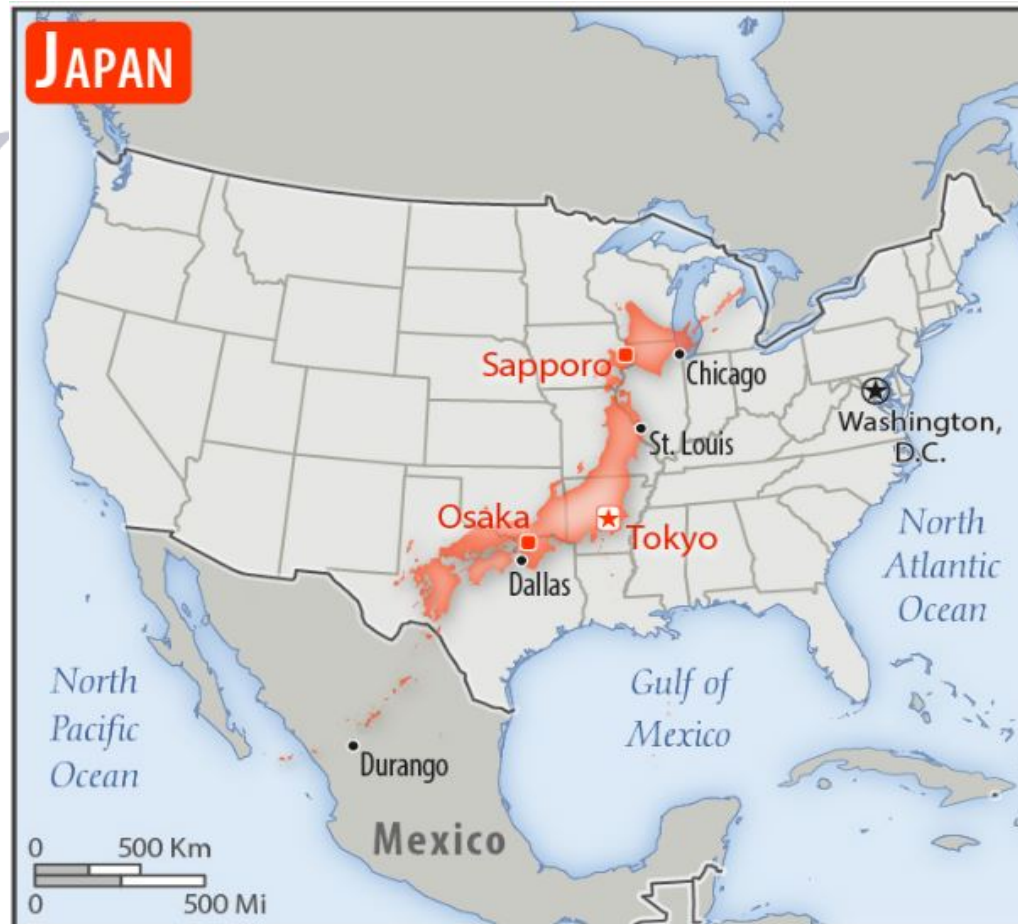 JAPAN
Sapporo
Chicago
Washington,
D.C.
St. Louis
Osaka
Tokyo
Dallas
North
Atlantic
Ocean
North
Pacific
Ocean
Gulf of
Mexico
Durango
Mexico
0 500 Km
0 500 Mi